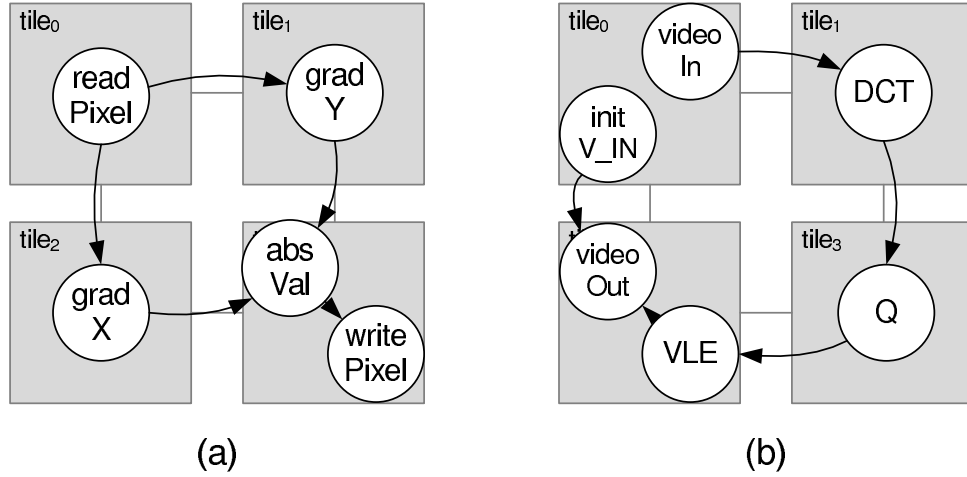 tile0
tile1
read
Pixel
grad
Y
tile2
grad
X
abs
Val
write
Pixel
(a)
tile0
tile1
video
In
init
V_IN
DCT
tile3
video
Out
VLE
Q
(b)